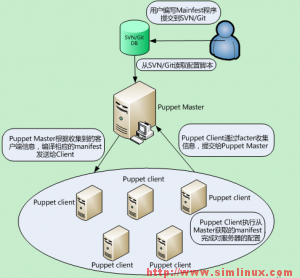 用户编写Mainfest程序
提交到SVN/Git
SVN/Git
DB
从SVN/Git读取配置脚本
Puppet Master
Puppet Master根据收集到的客
户端信息，编译相应的manifest
发送给Client
Puppet Client通过facter收集
信息，提交给Puppet Master
Puppet client
Puppet client
Puppet client
Puppet client
Puppet client
Puppet Client执行从
Master获取的manifest
完成对服务器的配置
http://www.simlinux.com